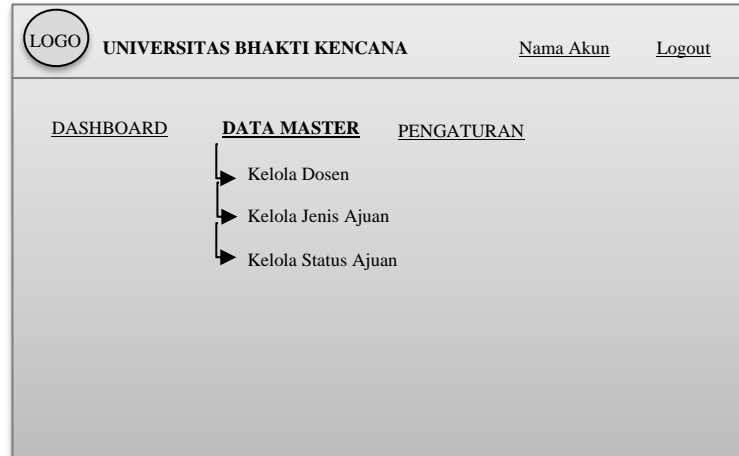 LOGO UNIVERSITAS BHAKTI KENCANA Nama Akun Logout
DASHBOARD DATA MASTER PENGATURAN
Kelola Dosen
Kelola Jenis Ajuan
Kelola Status Ajuan